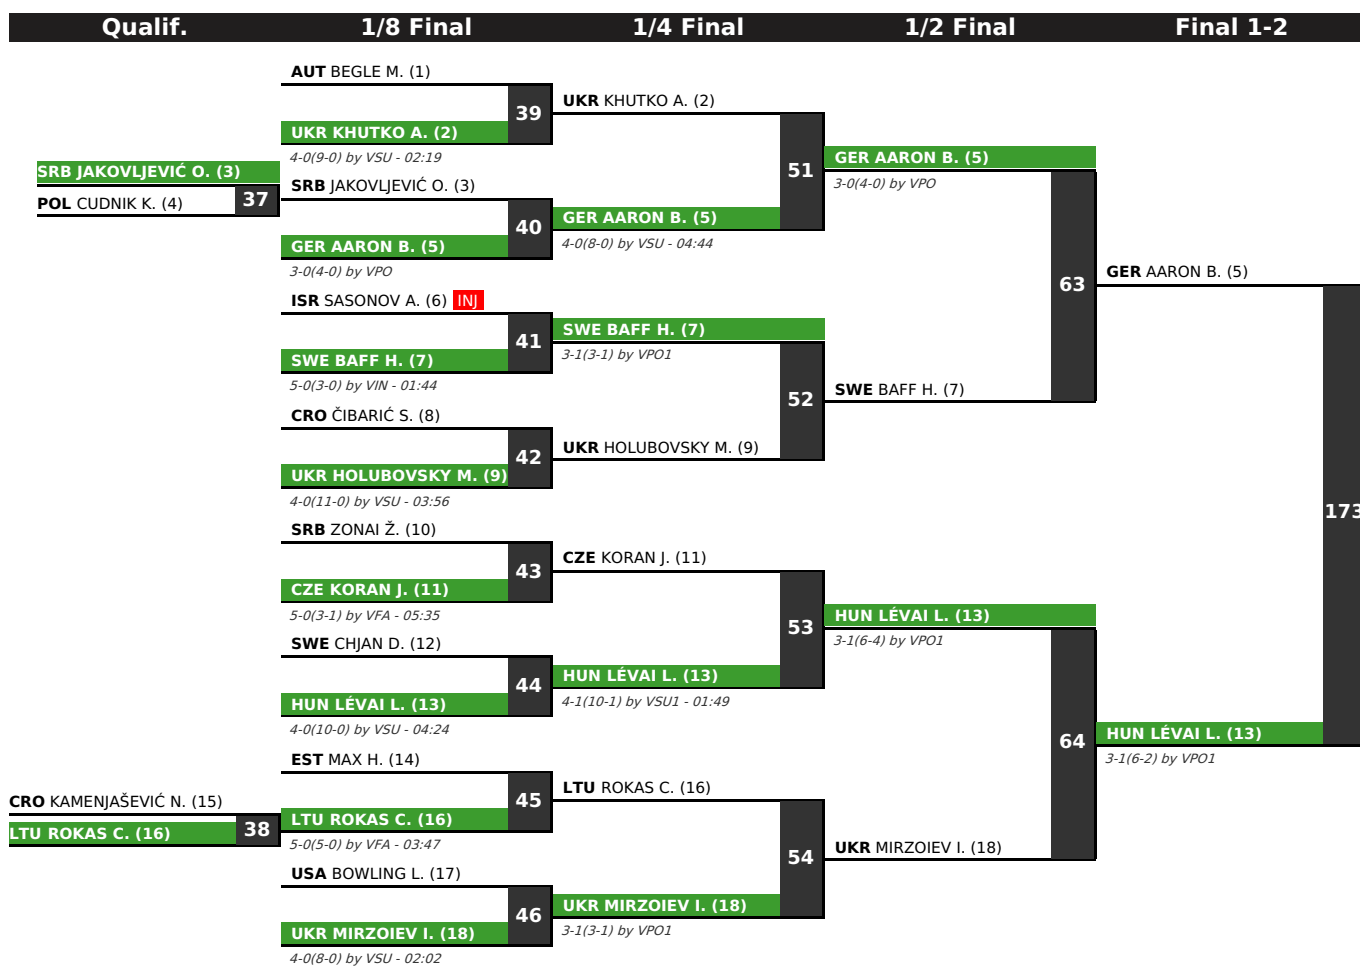 Qualif.
1/8 Final
1/4 Final
1/2 Final
Final 1-2
SRB JAKOVLJEVIĆ O. (3)
POL CUDNIK K. (4)
37
CRO KAMENJAŠEVIĆ N. (15)
LTU ROKAS C. (16)
38
AUT BEGLE M. (1)
39
UKR KHUTKO A. (2)
4-0(9-0) by VSU - 02:19
SRB JAKOVLJEVIĆ O. (3)
40
GER AARON B. (5)
3-0(4-0) by VPO
ISR SASONOV A. (6) INJ
41
SWE BAFF H. (7)
5-0(3-0) by VIN - 01:44
CRO ČIBARIĆ S. (8)
42
UKR HOLUBOVSKY M. (9)
4-0(11-0) by VSU - 03:56
SRB ZONAI Ž. (10)
43
CZE KORAN J. (11)
5-0(3-1) by VFA - 05:35
SWE CHJAN D. (12)
44
HUN LÉVAI L. (13)
4-0(10-0) by VSU - 04:24
EST MAX H. (14)
45
LTU ROKAS C. (16)
5-0(5-0) by VFA - 03:47
USA BOWLING L. (17)
46
UKR MIRZOIEV I. (18)
4-0(8-0) by VSU - 02:02
UKR KHUTKO A. (2)
51
GER AARON B. (5)
4-0(8-0) by VSU - 04:44
SWE BAFF H. (7)
3-1(3-1) by VPO1
52
UKR HOLUBOVSKY M. (9)
CZE KORAN J. (11)
53
HUN LÉVAI L. (13)
4-1(10-1) by VSU1 - 01:49
LTU ROKAS C. (16)
54
UKR MIRZOIEV I. (18)
3-1(3-1) by VPO1
GER AARON B. (5)
3-0(4-0) by VPO
63
SWE BAFF H. (7)
HUN LÉVAI L. (13)
3-1(6-4) by VPO1
64
UKR MIRZOIEV I. (18)
GER AARON B. (5)
173
HUN LÉVAI L. (13)
3-1(6-2) by VPO1